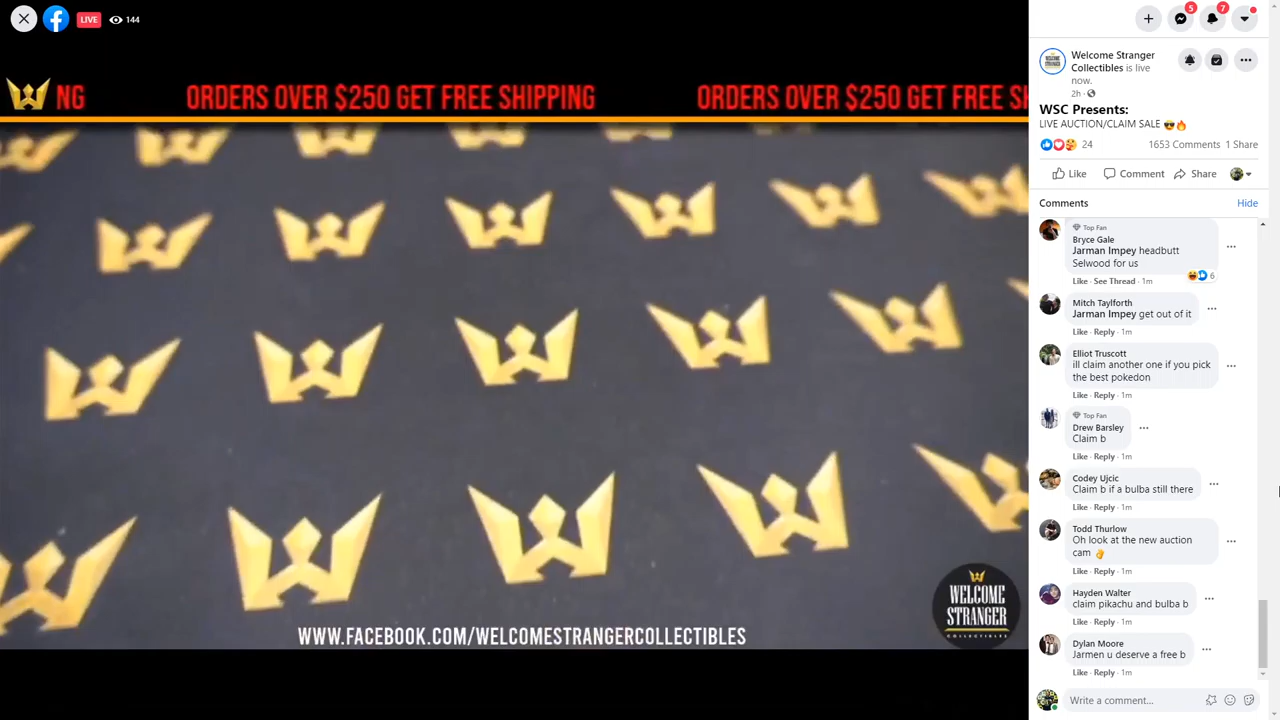 LIVE
144
5
7
NG ORDERS OVER $250 GET FREE SHIPPING ORDERS OVER $250 GET FREE SH
WELCOME
STRANGER
COLLECTIBLES
WWW.FACEBOOK.COM/WELCOMESTRANGERCOLLECTIBLES
Welcome Stranger
Collectibles is live
now.
2h ·
WSC Presents:
LIVE AUCTION/CLAIM SALE 😎🔥
24 1653 Comments 1 Share
Like Comment Share
Comments Hide
Top Fan
Bryce Gale
Jarman Impey headbutt
Selwood for us
6
Like · See Thread · 1m
Mitch Taylforth
Jarman Impey get out of it
Like · Reply · 1m
Elliot Truscott
ill claim another one if you pick
the best pokedon
Like · Reply · 1m
Top Fan
Drew Barsley
Claim b
Like · Reply · 1m
Codey Ujcic
Claim b if a bulba still there
Like · Reply · 1m
Todd Thurlow
Oh look at the new auction
cam 👌
Like · Reply · 1m
Hayden Walter
claim pikachu and bulba b
Like · Reply · 1m
Dylan Moore
Jarmen u deserve a free b
Like · Reply · 1m
Write a comment...